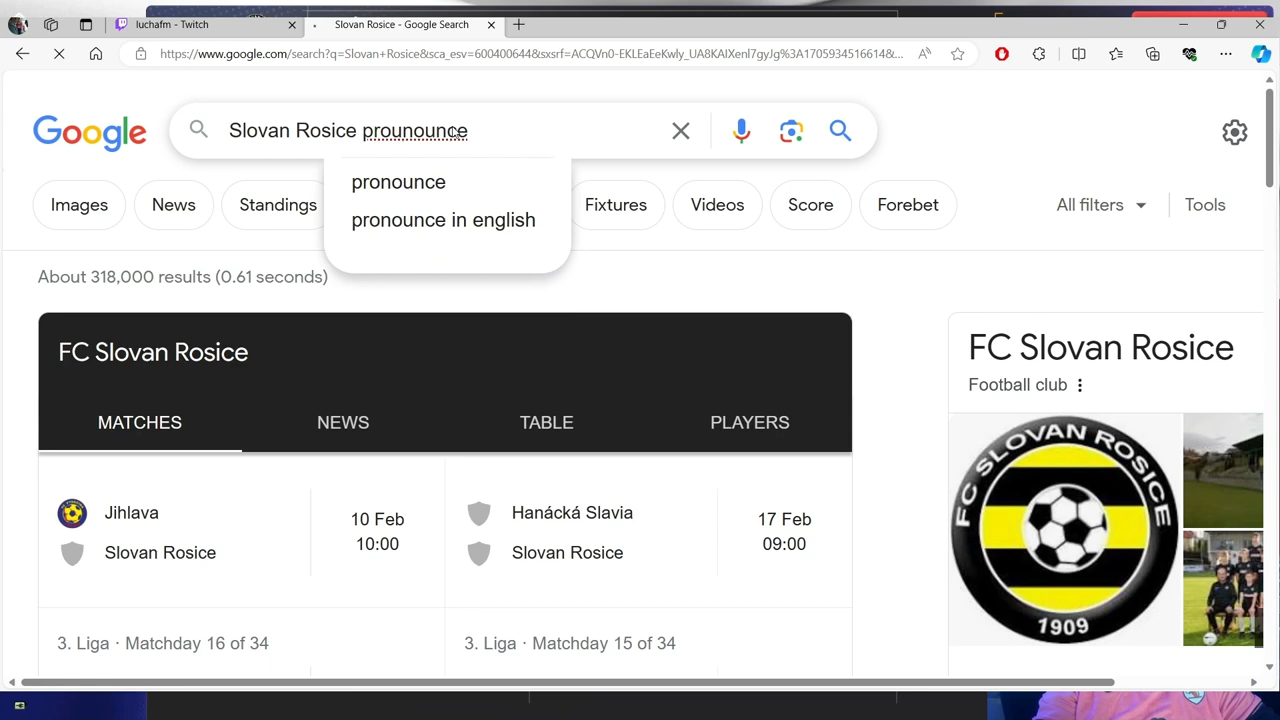 luchafm - Twitch
Slovan Rosice - Google Search
https://www.google.com/search?q=Slovan+Rosice&sca_esv=600400644&sxsrf=ACQVn0-EKLEaEeKwly_UA8KAIXenI7gyJg%3A1705934516614&...
Google
Slovan Rosice prounounce
pronounce
pronounce in english
Images
News
Standings
Fixtures
Videos
Score
Forebet
All filters
Tools
About 318,000 results (0.61 seconds)
FC Slovan Rosice
MATCHES
NEWS
TABLE
PLAYERS
Jihlava
Slovan Rosice
10 Feb
10:00
Hanácká Slavia
Slovan Rosice
17 Feb
09:00
3. Liga · Matchday 16 of 34
3. Liga · Matchday 15 of 34
FC Slovan Rosice
Football club
FC SLOVAN ROSICE
1909